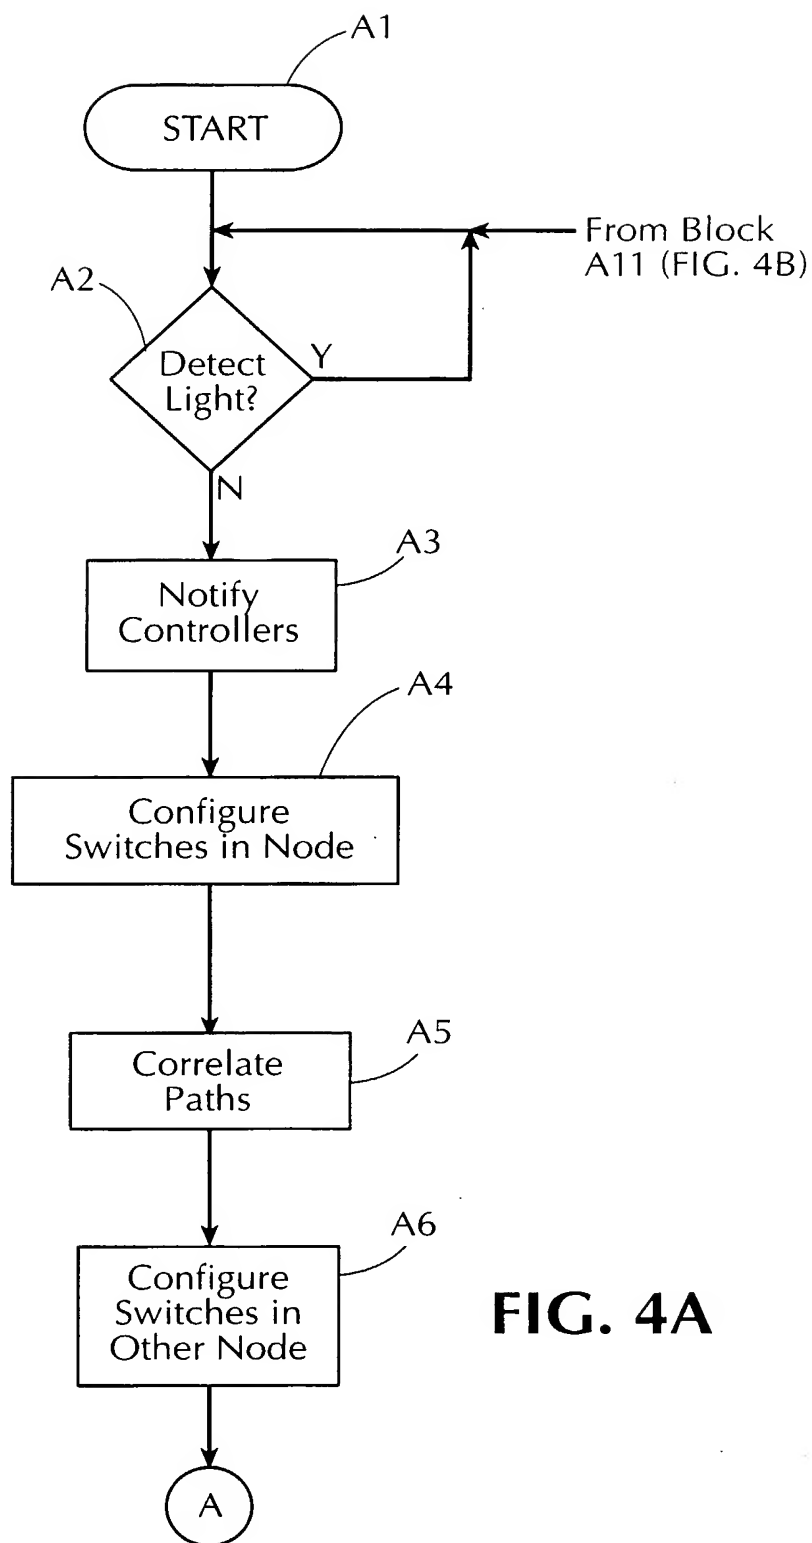 A1
START
From Block
A11 (FIG. 4B)
A2
Detect
Light?
Y
N
A3
Notify
Controllers
A4
Configure
Switches in Node
A5
Correlate
Paths
A6
Configure
Switches in
Other Node
FIG. 4A
A